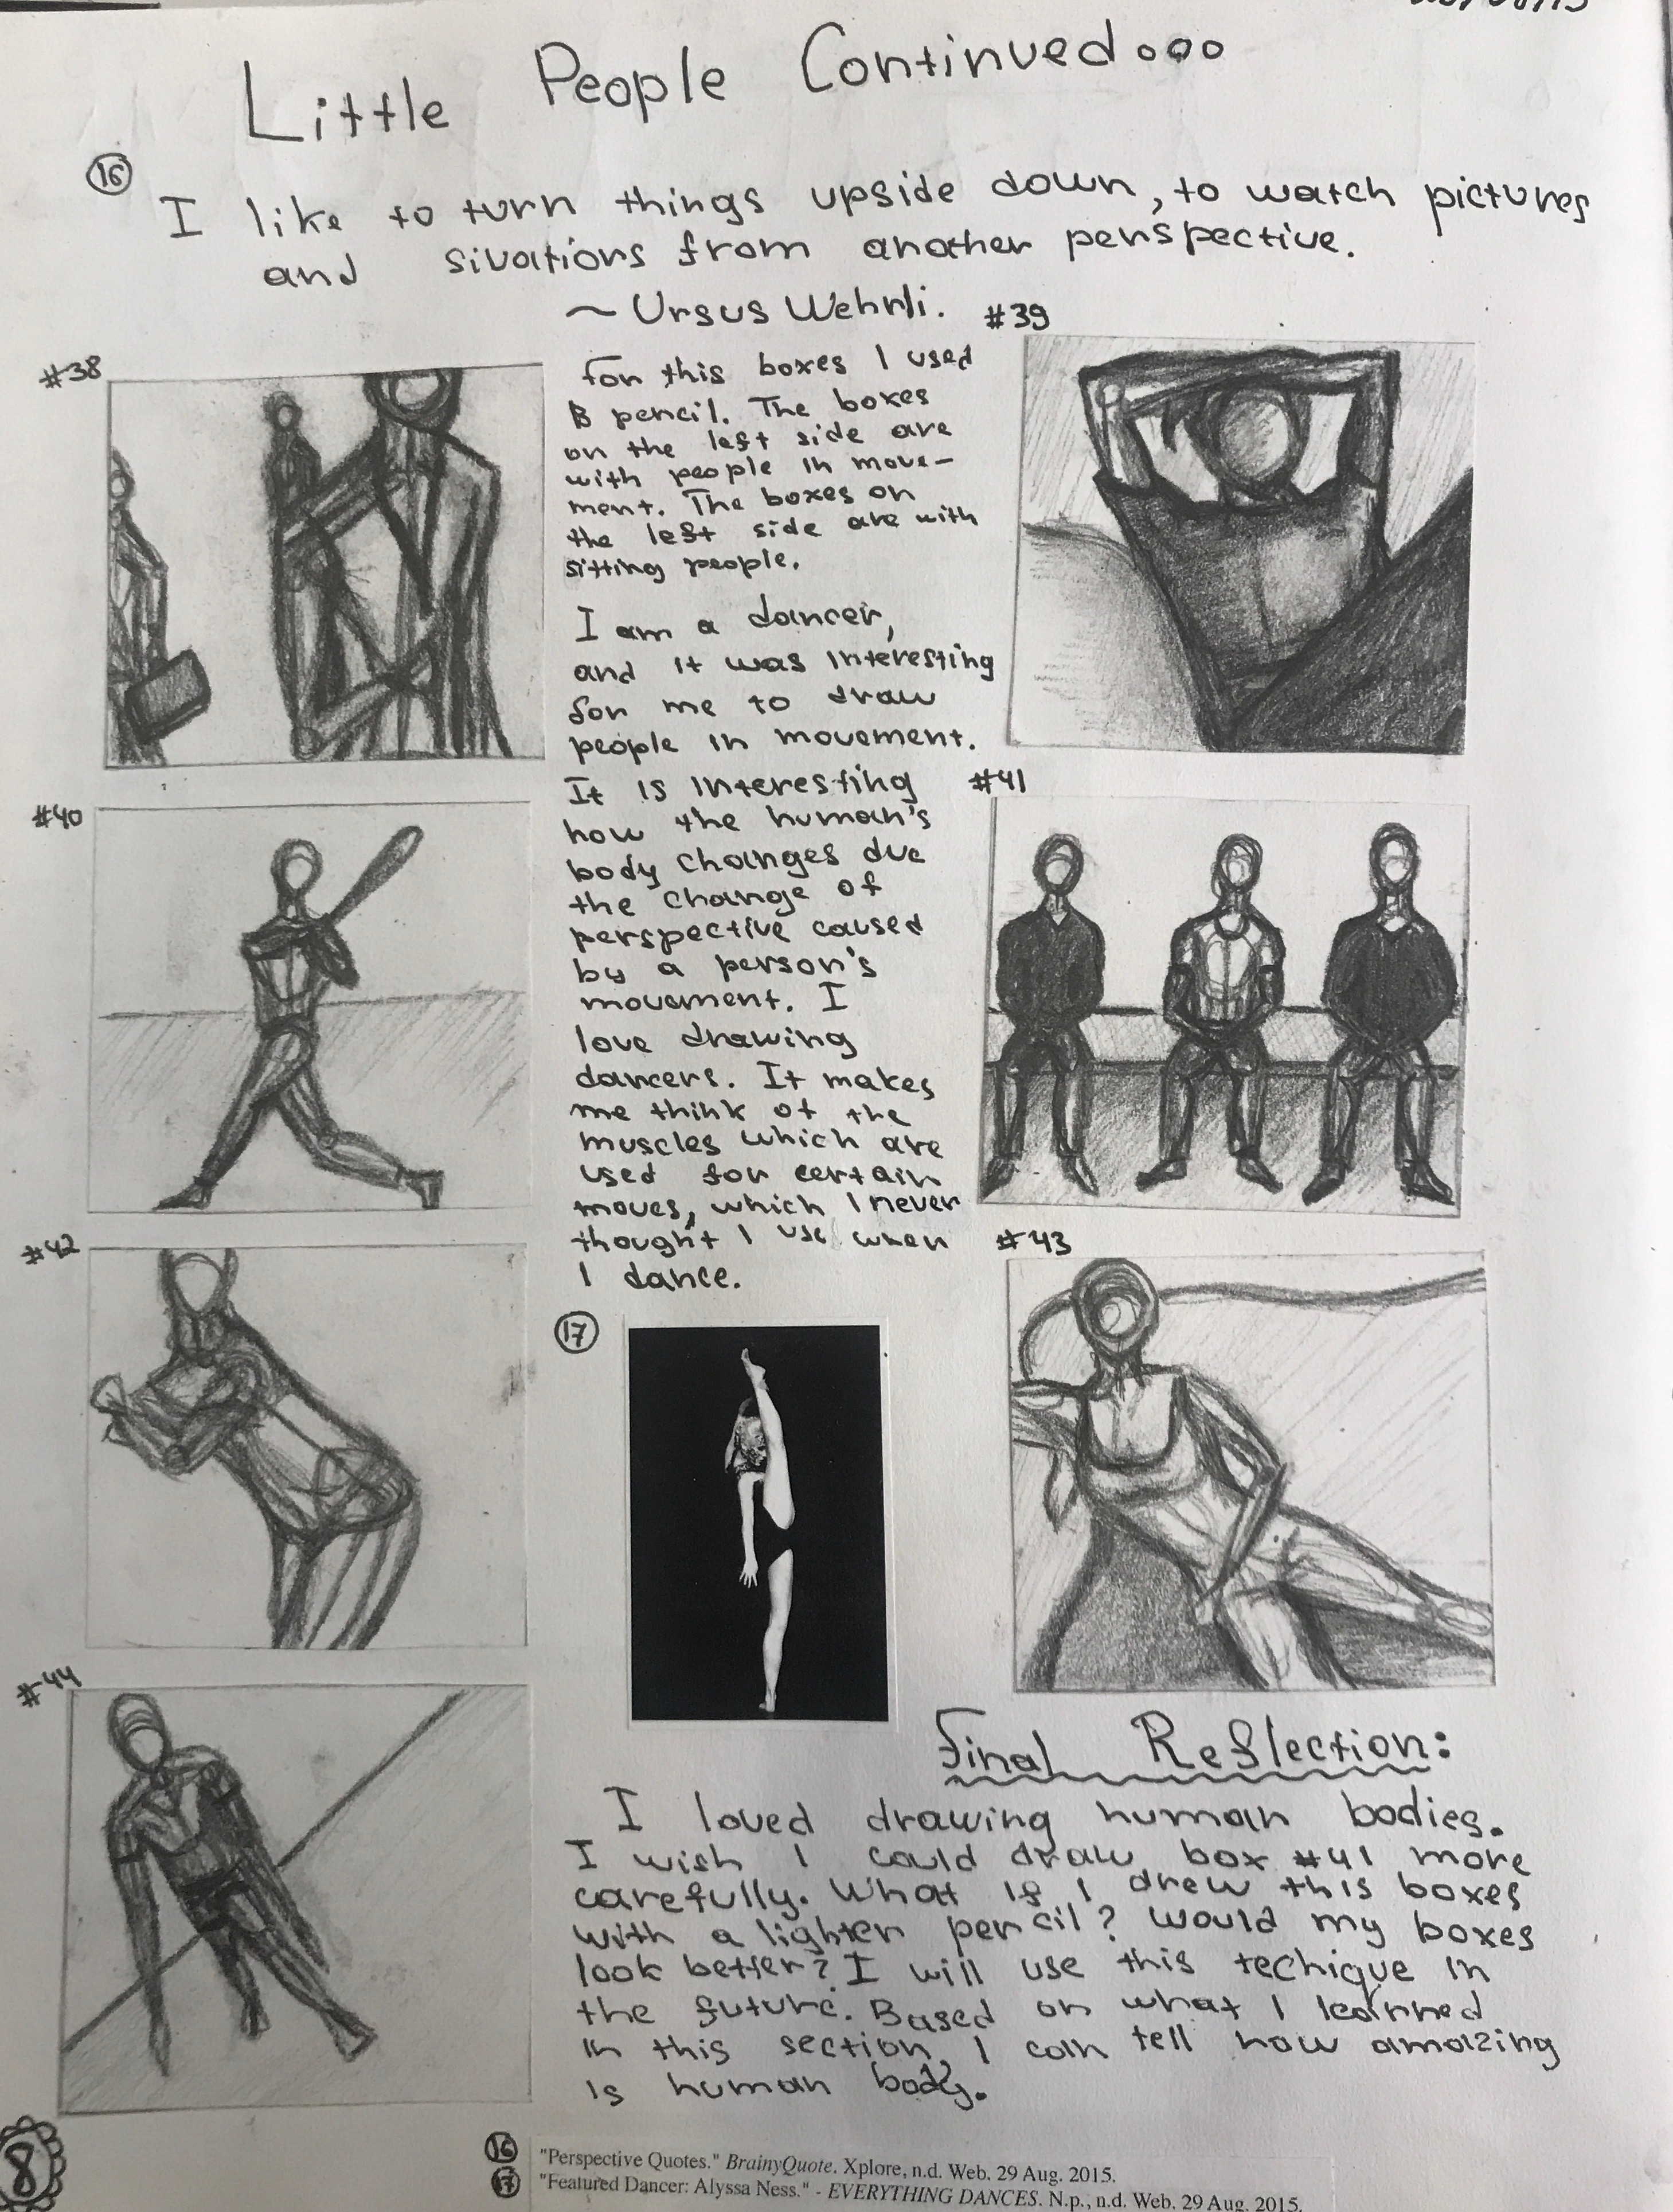 Little People Continued...
16
I like to turn things upside down, to watch pictures
and sivations from another perspective.
~ Ursus Wehrli.
#38
#39
For this boxes I used
B pencil. The boxes
on the left side are
with people in move-
ment. The boxes on
the left side are with
sitting people.
I am a dancer,
and it was interesting
for me to draw
people in movement.
It is interesting
how the human's
body changes due
the change of
perspective caused
by a person's
movement. I
love drawing
dancers. It makes
me think of the
muscles which are
used for certain
moves, which I never
thought I use when
I dance.
#40
#41
#42
#43
17
#44
Final Reflection:
I loved drawing human bodies.
I wish I could draw box #41 more
carefully. What if I drew this boxes
with a lighter pencil? Would my boxes
look better? I will use this techique in
the future. Based on what I learned
in this section, I can tell how amazing
is human body.
8
16 "Perspective Quotes." BrainyQuote. Xplore, n.d. Web. 29 Aug. 2015.
17 "Featured Dancer: Alyssa Ness." - EVERYTHING DANCES. N.p., n.d. Web. 29 Aug. 2015.